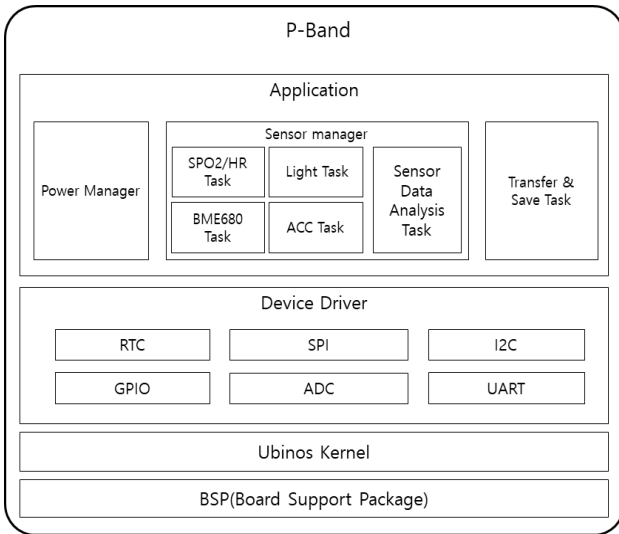 P-Band
Application
Power Manager
Sensor manager
SPO2/HR
Task
Light Task
BME680
Task
ACC Task
Sensor
Data
Analysis
Task
Transfer &
Save Task
Device Driver
RTC
SPI
I2C
GPIO
ADC
UART
Ubinos Kernel
BSP(Board Support Package)